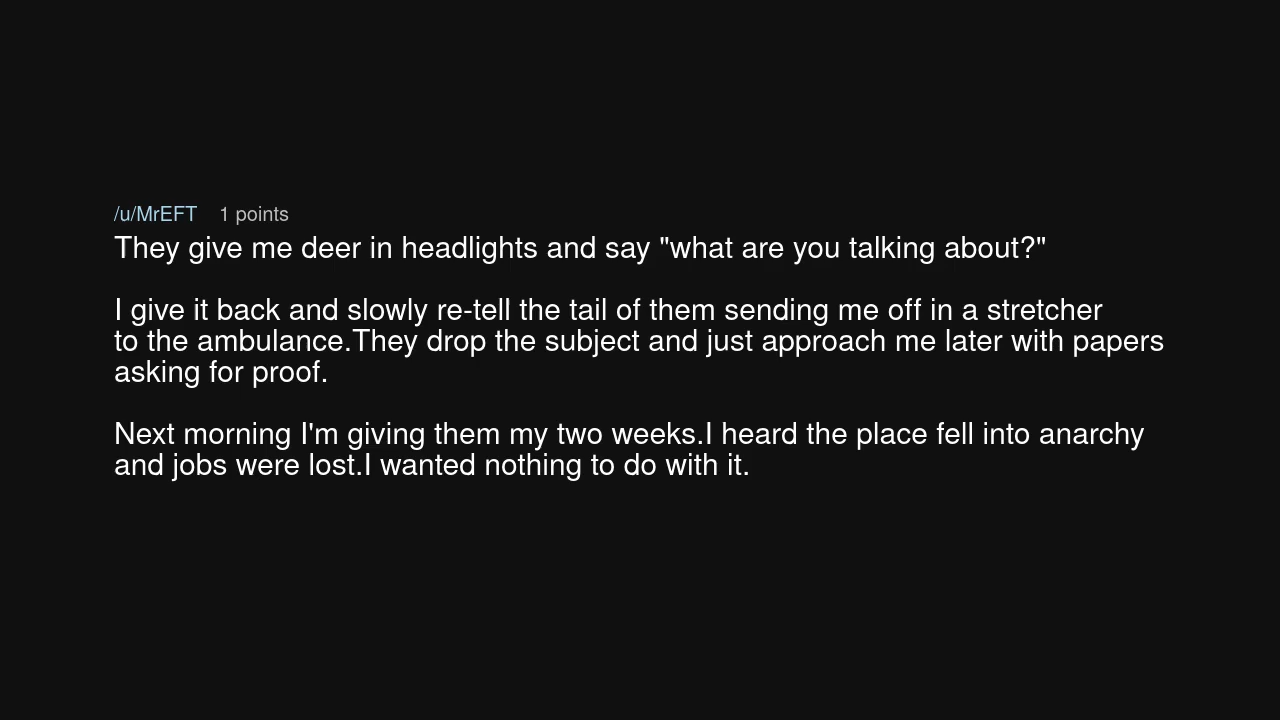 /u/MrEFT 1 points
They give me deer in headlights and say "what are you talking about?"
I give it back and slowly re-tell the tail of them sending me off in a stretcher
to the ambulance.They drop the subject and just approach me later with papers
asking for proof.
Next morning I'm giving them my two weeks.I heard the place fell into anarchy
and jobs were lost.I wanted nothing to do with it.